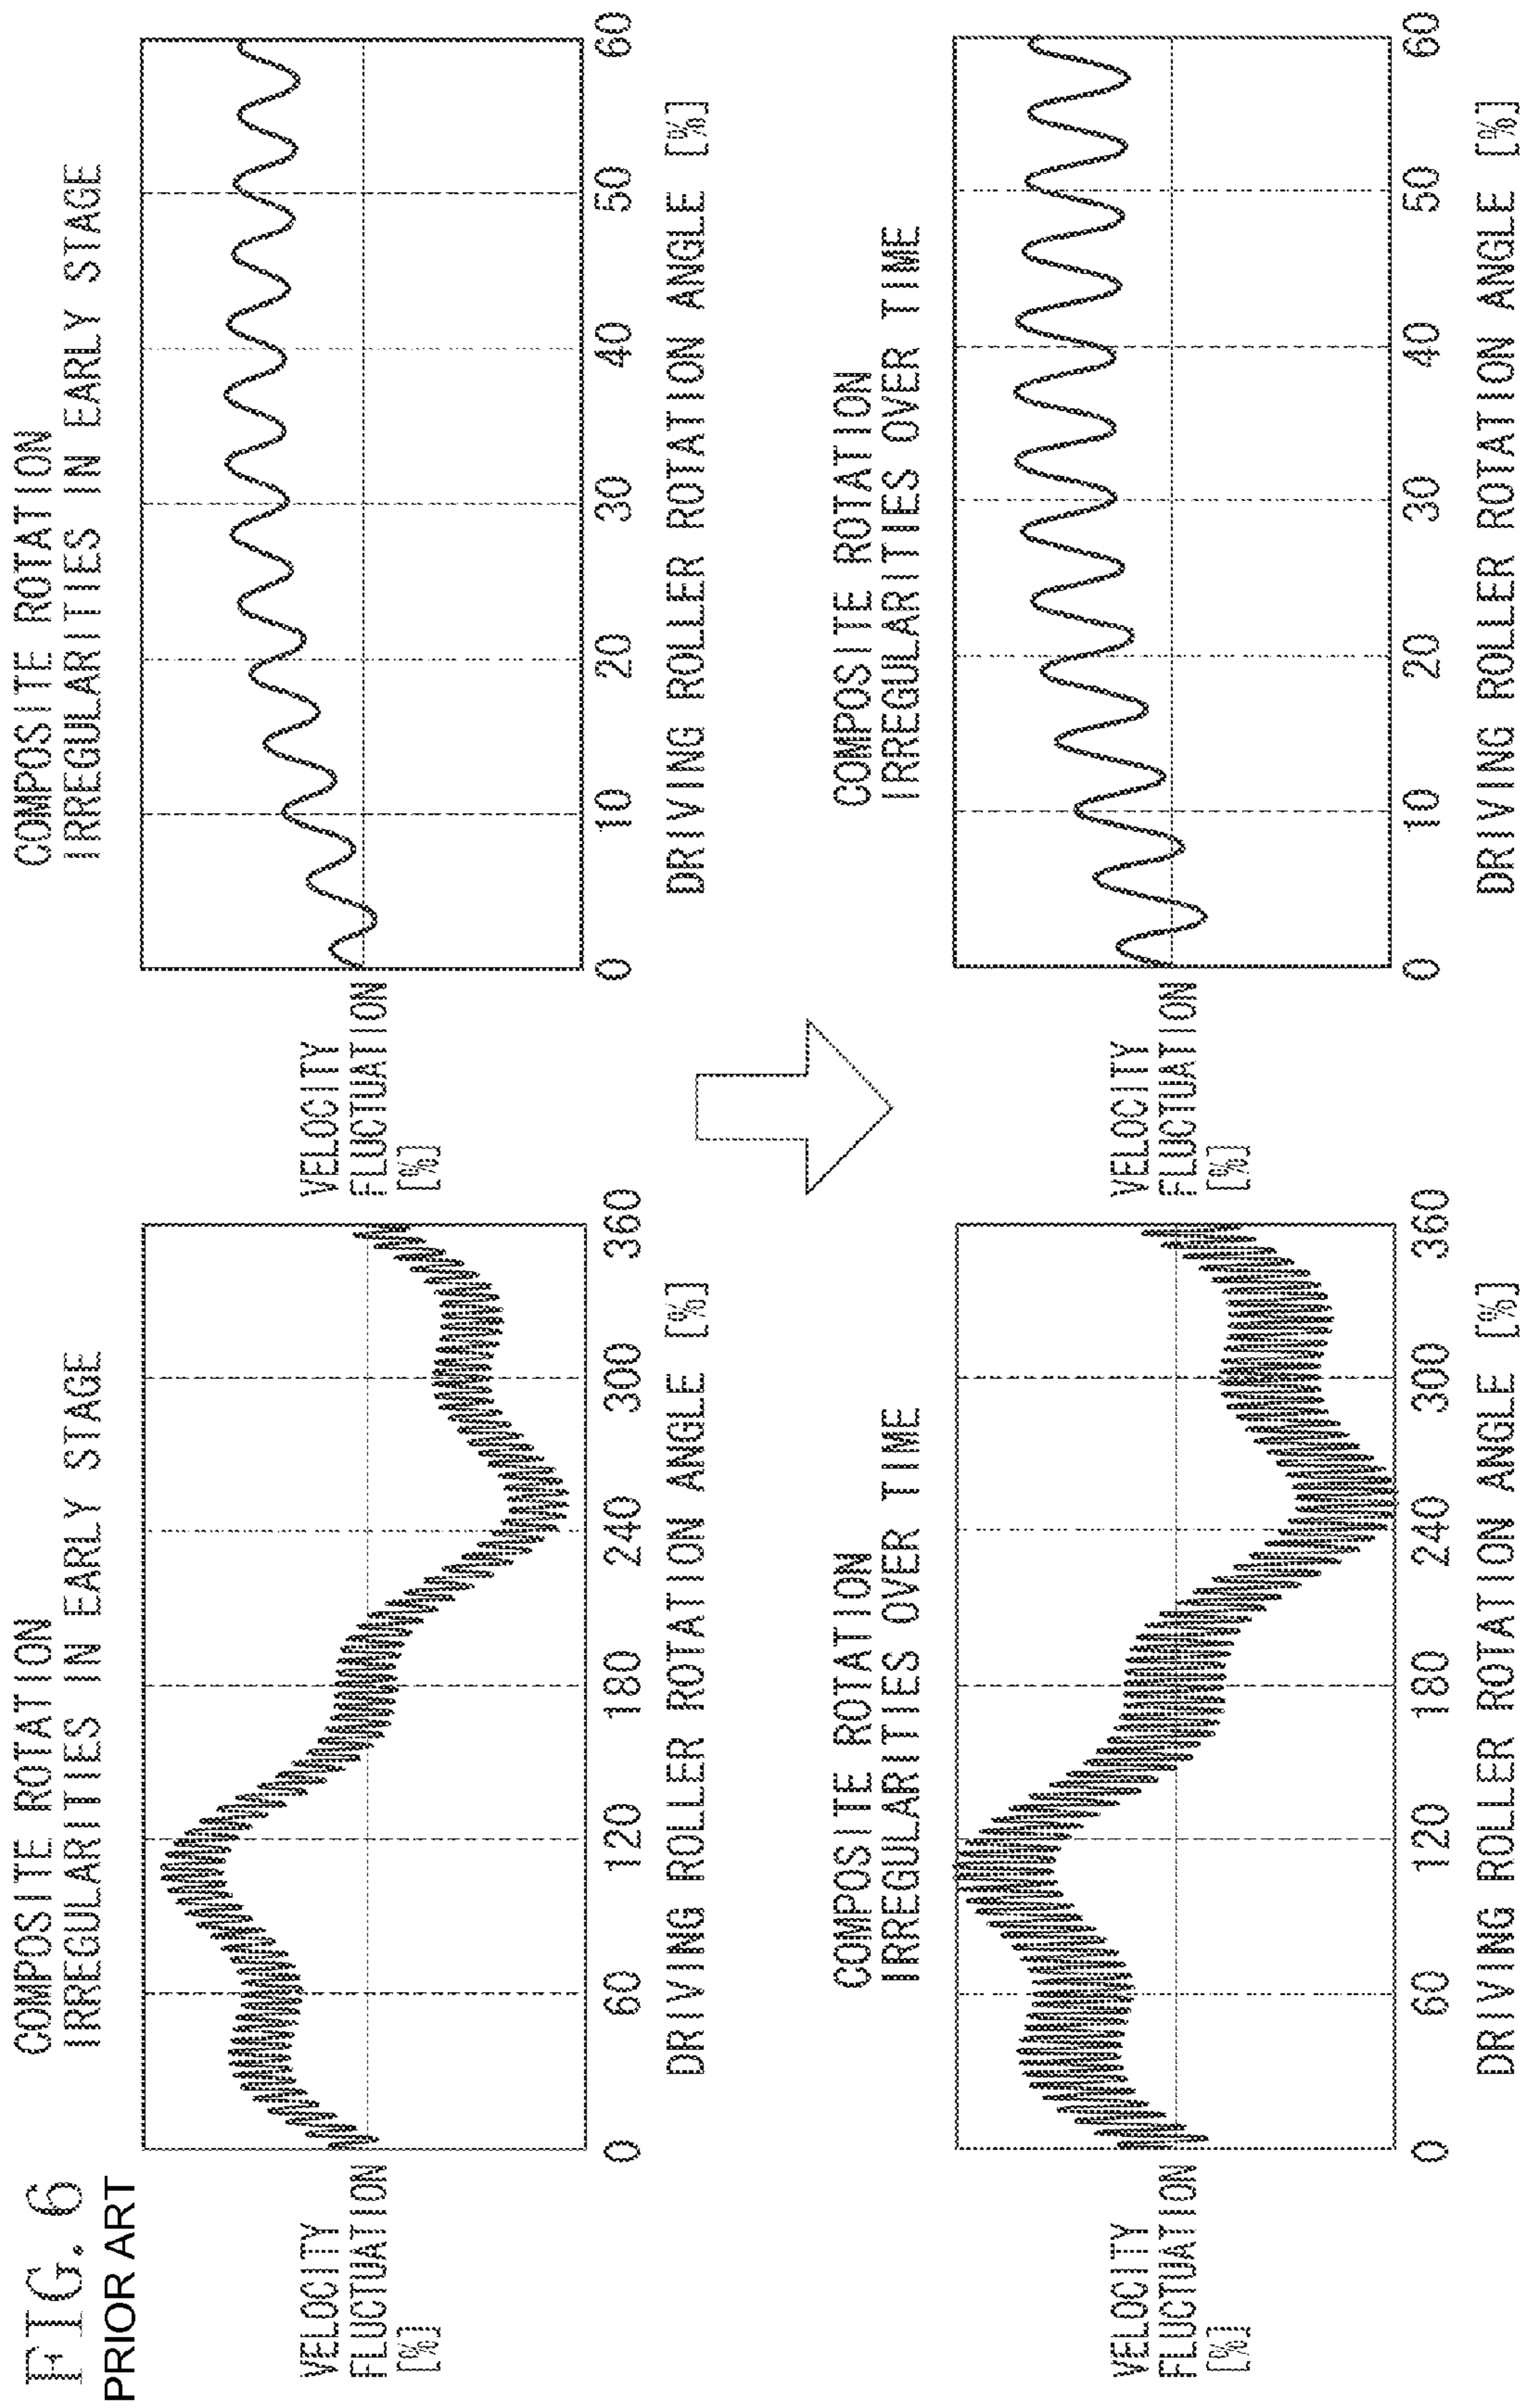 FIG. 6
PRIOR ART
COMPOSITE ROTATION
IRREGULARITIES IN EARLY STAGE
VELOCITY
FLUCTUATION
[%]
0 60 120 180 240 300 360
DRIVING ROLLER ROTATION ANGLE [%]
COMPOSITE ROTATION
IRREGULARITIES IN EARLY STAGE
VELOCITY
FLUCTUATION
[%]
0 10 20 30 40 50 60
DRIVING ROLLER ROTATION ANGLE [%]
COMPOSITE ROTATION
IRREGULARITIES OVER TIME
VELOCITY
FLUCTUATION
[%]
0 60 120 180 240 300 360
DRIVING ROLLER ROTATION ANGLE [%]
COMPOSITE ROTATION
IRREGULARITIES OVER TIME
VELOCITY
FLUCTUATION
[%]
0 10 20 30 40 50 60
DRIVING ROLLER ROTATION ANGLE [%]